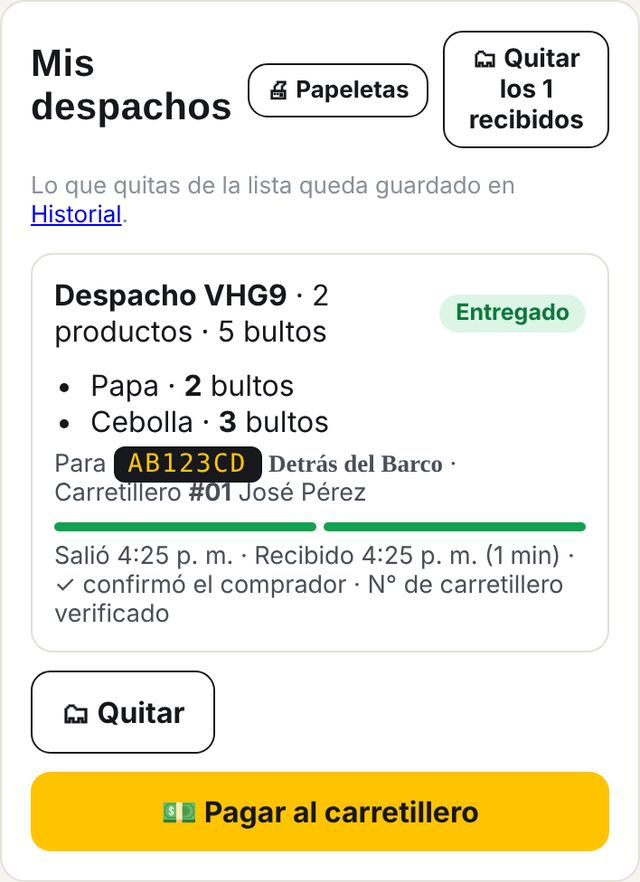 Mis
despachos
🖨 Papeletas
🗂 Quitar
los 1
recibidos
Lo que quitas de la lista queda guardado en
Historial.
Despacho VHG9 · 2
productos · 5 bultos
Entregado
• Papa · 2 bultos
• Cebolla · 3 bultos
Para AB123CD Detrás del Barco ·
Carretillero #01 José Pérez
Salió 4:25 p. m. · Recibido 4:25 p. m. (1 min) ·
✓ confirmó el comprador · N° de carretillero
verificado
🗂 Quitar
💵 Pagar al carretillero